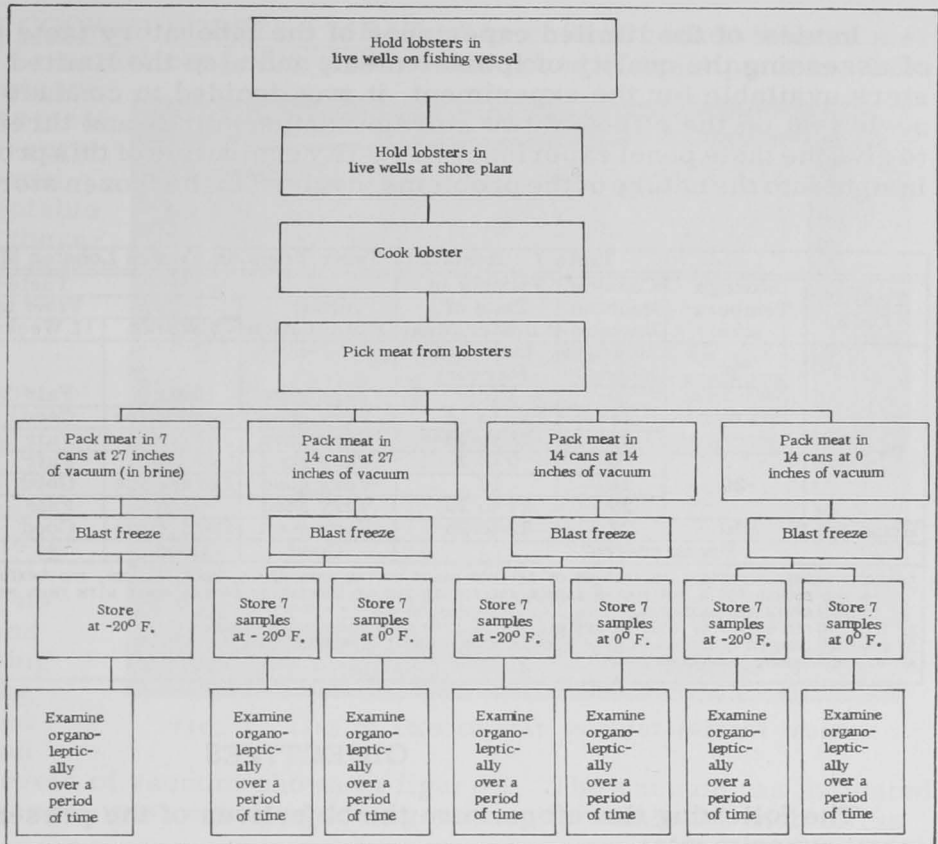 Hold lobsters in
live wells on fishing vessel
Hold lobsters in
live wells at shore plant
Cook lobster
Pick meat from lobsters
Pack meat in 7
cans at 27 inches
of vacuum (in brine)
Pack meat in
14 cans at 27
inches of vacuum
Pack meat in
14 cans at 14
inches of vacuum
Pack meat in
14 cans at 0
inches of vacuum
Blast freeze
Blast freeze
Blast freeze
Blast freeze
Store
at -20° F.
Store 7
samples
at - 20° F.
Store 7
samples
at 0° F.
Store 7
samples
at -20° F.
Store 7
samples
at 0° F.
Store 7
samples
at -20° F.
Store 7
samples
at 0° F.
Examine
organo-
leptic-
ally
over a
period
of time
Examine
organo-
leptic-
ally
over a
period
of time
Examine
organo-
leptic-
ally
over a
period
of time
Examine
organo-
leptic-
ally
over a
period
of time
Examine
organo-
leptic-
ally
over a
period
of time
Examine
organo-
leptic-
ally
over a
period
of time
Examine
organo-
leptic-
ally
over a
period
of time